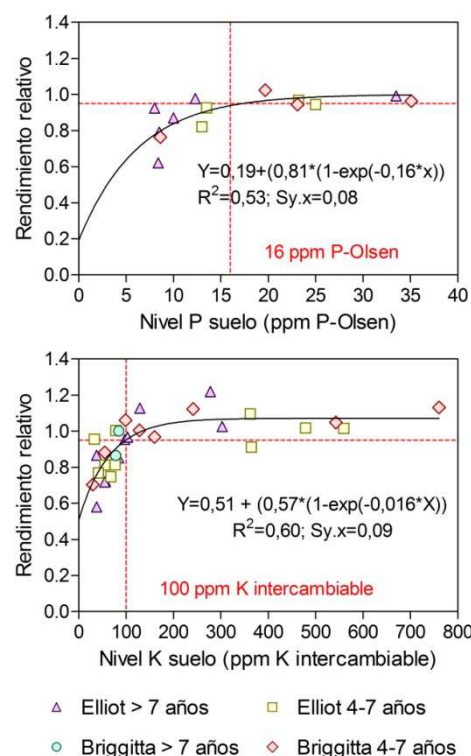 Rendimiento relativo
1.4
1.2
1.0
0.8
0.6
0.4
0.2
0.0
Y=0,19+(0,81*(1-exp(-0,16*x))
R²=0,53; Sy.x=0,08
16 ppm P-Olsen
0 5 10 15 20 25 30 35 40
Nivel P suelo (ppm P-Olsen)
Rendimiento relativo
1.4
1.2
1.0
0.8
0.6
0.4
0.2
0.0
Y=0,51 + (0,57*(1-exp(-0,016*X))
R²=0,60; Sy.x=0,09
100 ppm K intercambiable
0 100 200 300 400 500 600 700 800
Nivel K suelo (ppm K intercambiable)
Elliot > 7 años Elliot 4-7 años
Briggitta > 7 años Briggitta 4-7 años